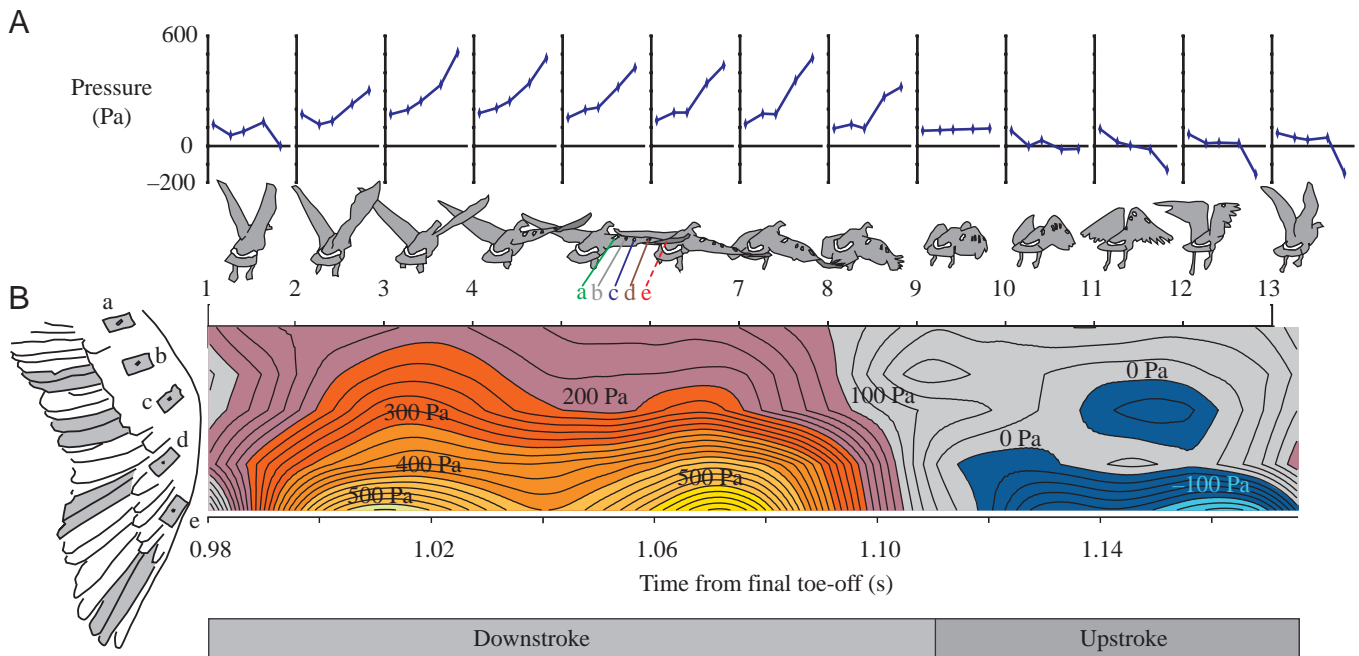 A
600
Pressure
(Pa)
0
–200
a b c d e
1 2 3 4 7 8 9 10 11 12 13
B
a
b
c
d
e
200 Pa
100 Pa
0 Pa
300 Pa
0 Pa
400 Pa
500 Pa
500 Pa
–100 Pa
0.98 1.02 1.06 1.10 1.14
Time from final toe-off (s)
Downstroke Upstroke